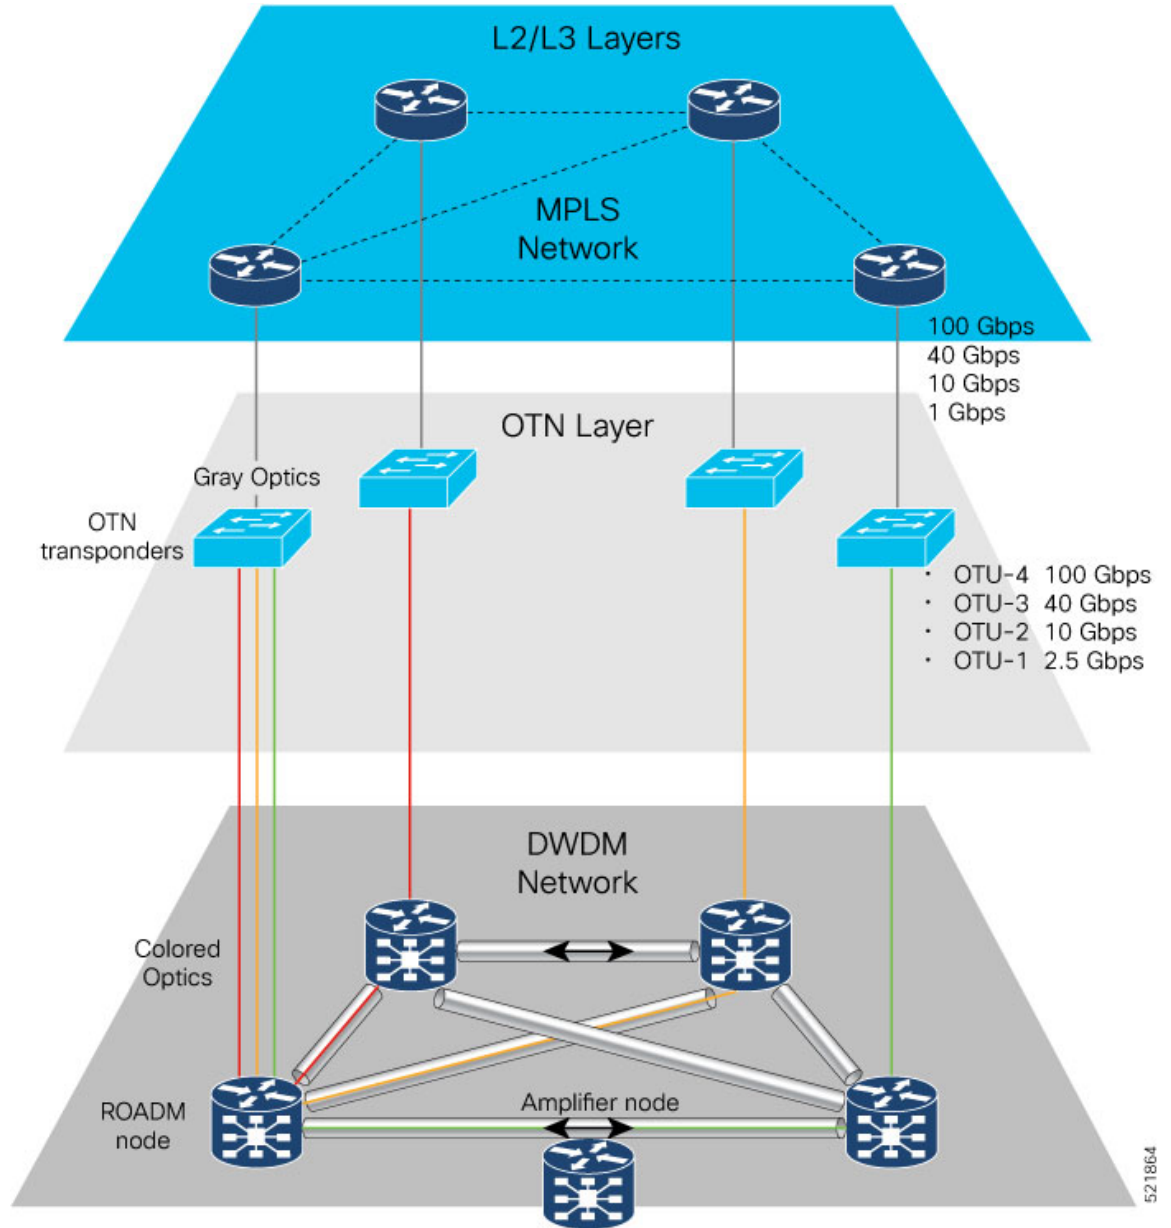 L2/L3 Layers
MPLS
Network
100 Gbps
40 Gbps
10 Gbps
1 Gbps
OTN Layer
Gray Optics
OTN
transponders
· OTU-4 100 Gbps
· OTU-3 40 Gbps
· OTU-2 10 Gbps
· OTU-1 2.5 Gbps
DWDM
Network
Colored
Optics
ROADM
node
Amplifier node
521864